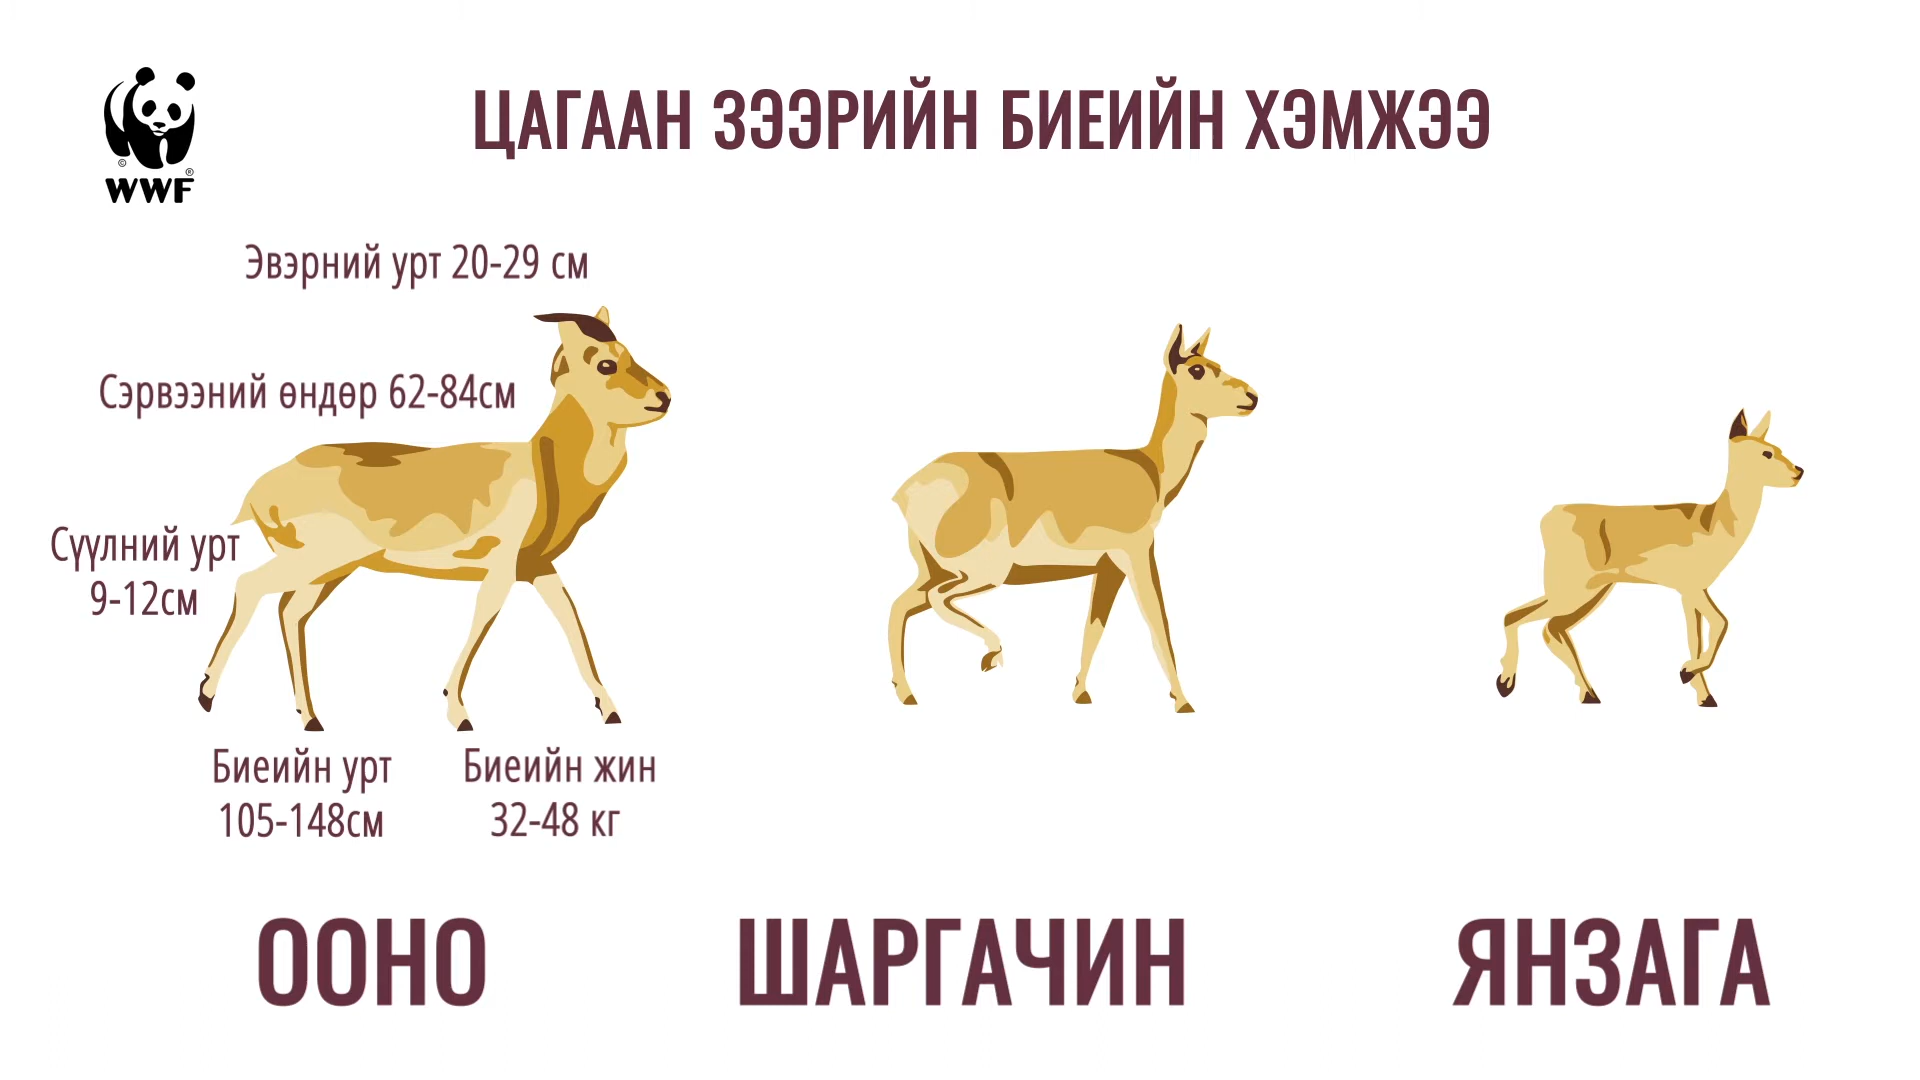 WWF
ЦАГААН ЗЭЭРИЙН БИЕИЙН ХЭМЖЭЭ
Эвэрний урт 20-29 см
Сэрвээний өндөр 62-84см
Сүүлний урт
9-12см
Биеийн урт
105-148см
Биеийн жин
32-48 кг
ООНО
ШАРГАЧИН
ЯНЗАГА